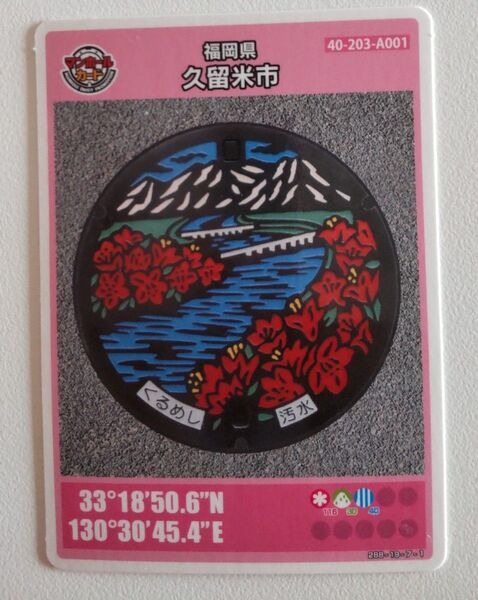 マンホール
カード
福岡県
久留米市
40-203-A001
くるめし
汚水
33°18'50.6"N
130°30'45.4"E
116 30 40
288-19-7-1